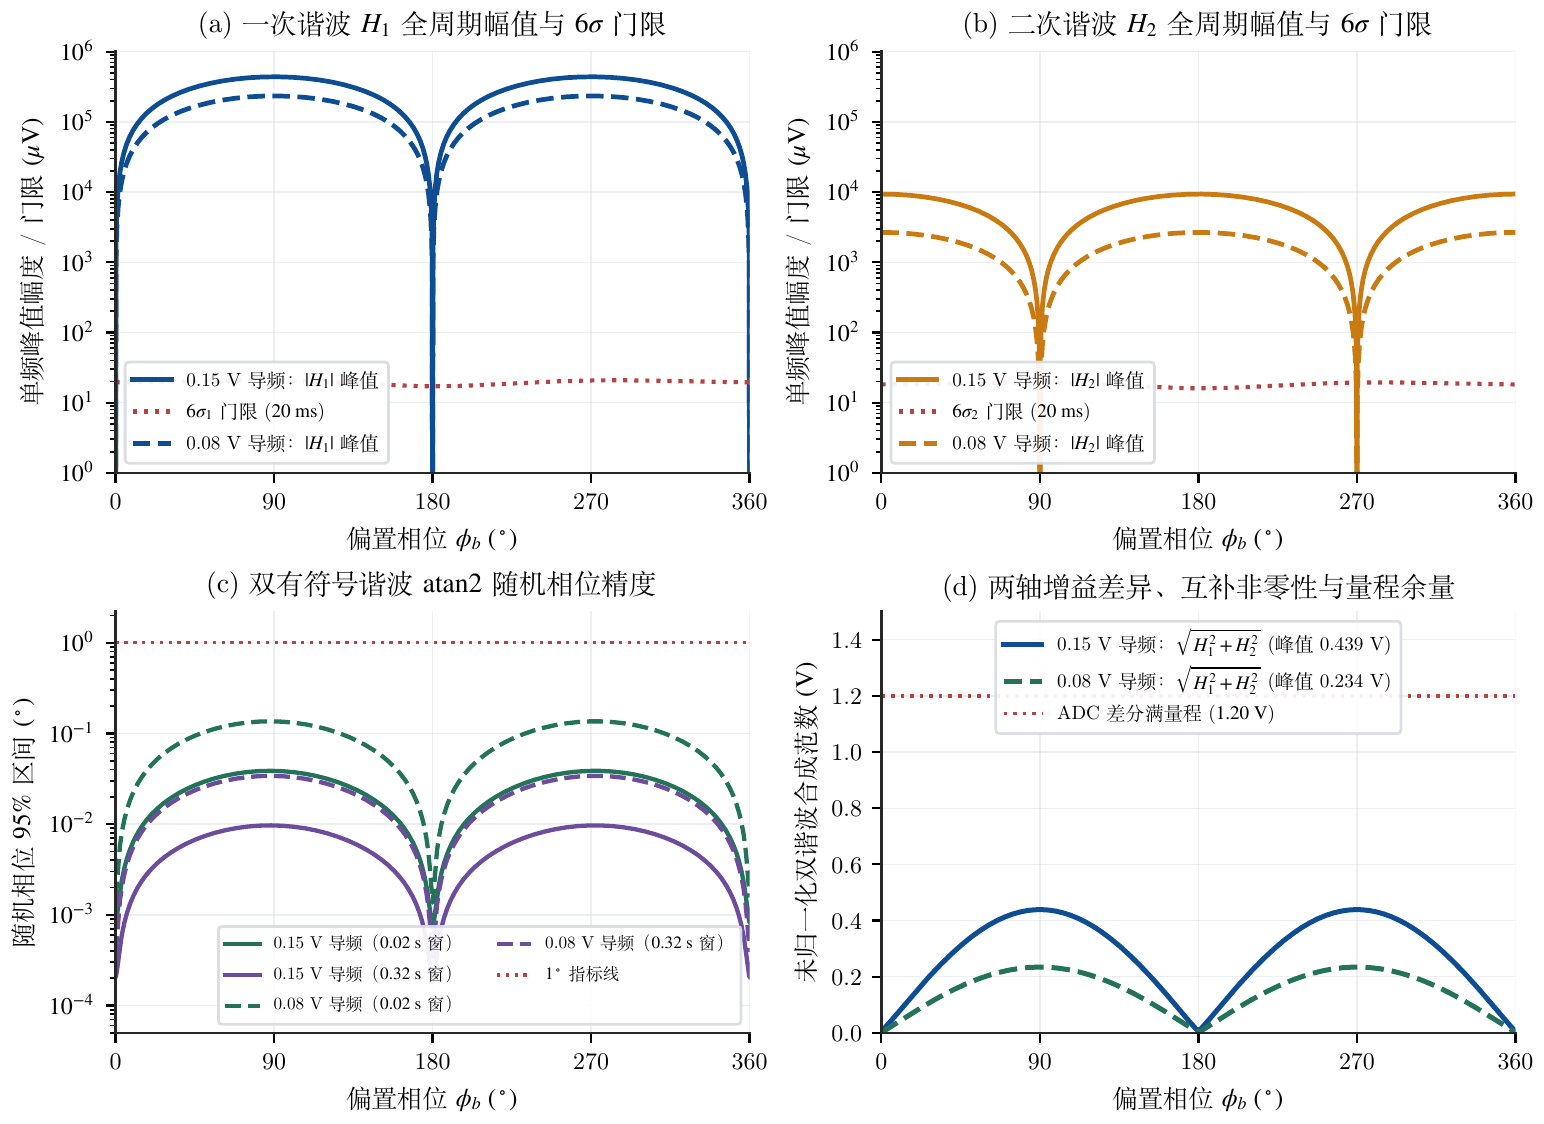 (a) 一次谐波 H₁ 全周期幅值与 6σ 门限
单频峰值幅度 / 门限 (μV)
10⁶
10⁵
10⁴
10³
10²
10¹
10⁰
0.15 V 导频：|H₁| 峰值
6σ₁ 门限 (20 ms)
0.08 V 导频：|H₁| 峰值
0 90 180 270 360
偏置相位 ϕ_b (°)
(b) 二次谐波 H₂ 全周期幅值与 6σ 门限
单频峰值幅度 / 门限 (μV)
10⁶
10⁵
10⁴
10³
10²
10¹
10⁰
0.15 V 导频：|H₂| 峰值
6σ₂ 门限 (20 ms)
0.08 V 导频：|H₂| 峰值
0 90 180 270 360
偏置相位 ϕ_b (°)
(c) 双有符号谐波 atan2 随机相位精度
随机相位 95% 区间 (°)
10⁰
10⁻¹
10⁻²
10⁻³
10⁻⁴
0.15 V 导频（0.02 s 窗）
0.15 V 导频（0.32 s 窗）
0.08 V 导频（0.02 s 窗）
0.08 V 导频（0.32 s 窗）
1° 指标线
0 90 180 270 360
偏置相位 ϕ_b (°)
(d) 两轴增益差异、互补非零性与量程余量
未归一化双谐波合成范数 (V)
1.4
1.2
1.0
0.8
0.6
0.4
0.2
0.0
0.15 V 导频：√(H₁²+H₂²) (峰值 0.439 V)
0.08 V 导频：√(H₁²+H₂²) (峰值 0.234 V)
ADC 差分满量程 (1.20 V)
0 90 180 270 360
偏置相位 ϕ_b (°)